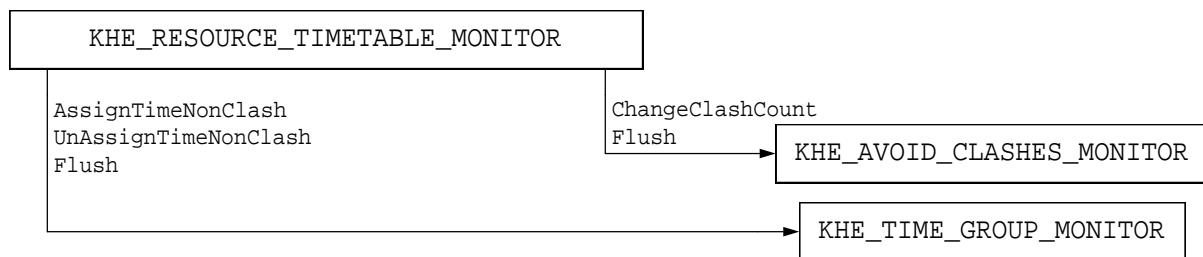 KHE_RESOURCE_TIMETABLE_MONITOR
AssignTimeNonClash
UnAssignTimeNonClash
Flush
ChangeClashCount
Flush
KHE_AVOID_CLASHES_MONITOR
KHE_TIME_GROUP_MONITOR